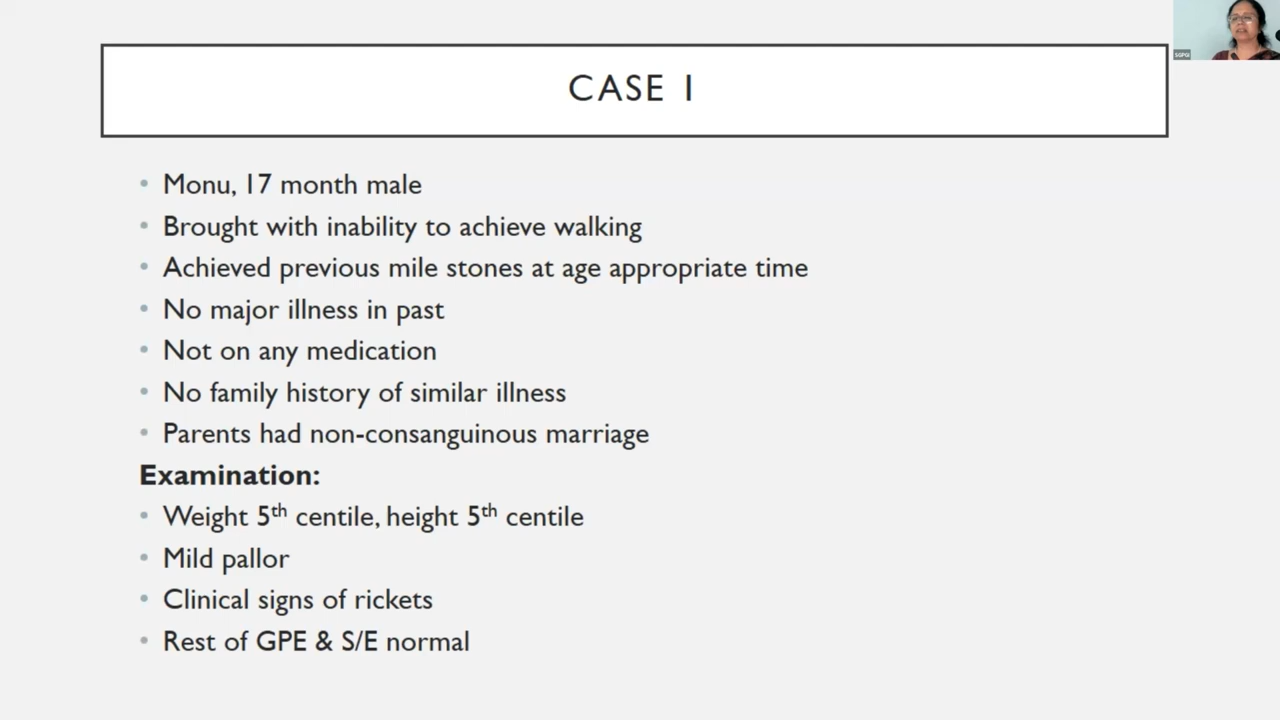 SGPGI
CASE 1
• Monu, 17 month male
• Brought with inability to achieve walking
• Achieved previous mile stones at age appropriate time
• No major illness in past
• Not on any medication
• No family history of similar illness
• Parents had non-consanguinous marriage
Examination:
• Weight 5th centile, height 5th centile
• Mild pallor
• Clinical signs of rickets
• Rest of GPE & S/E normal